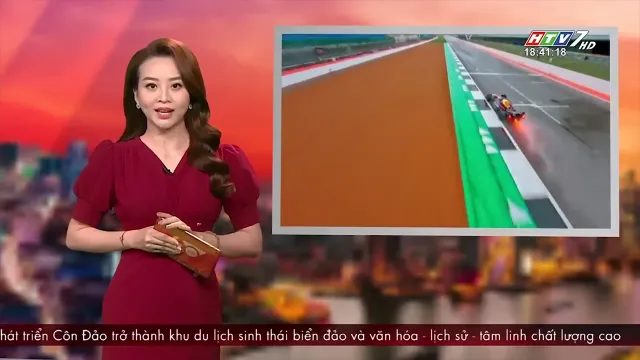 HTV7 HD
18:41:18
hát triển Côn Đảo trở thành khu du lịch sinh thái biển đảo và văn hóa - lịch sử - tâm linh chất lượng cao